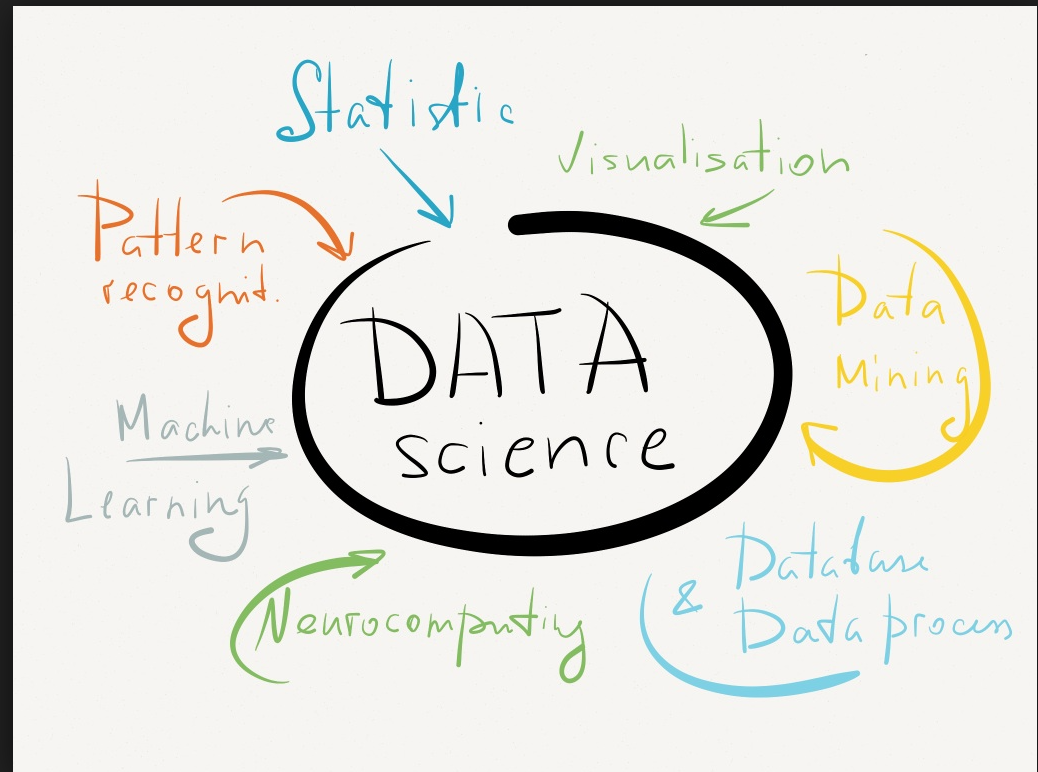 Statistic
Visualisation
Pattern
recognit.
Data
Mining
DATA
science
Machine
Learning
Neurocomputing
& Database
Data process